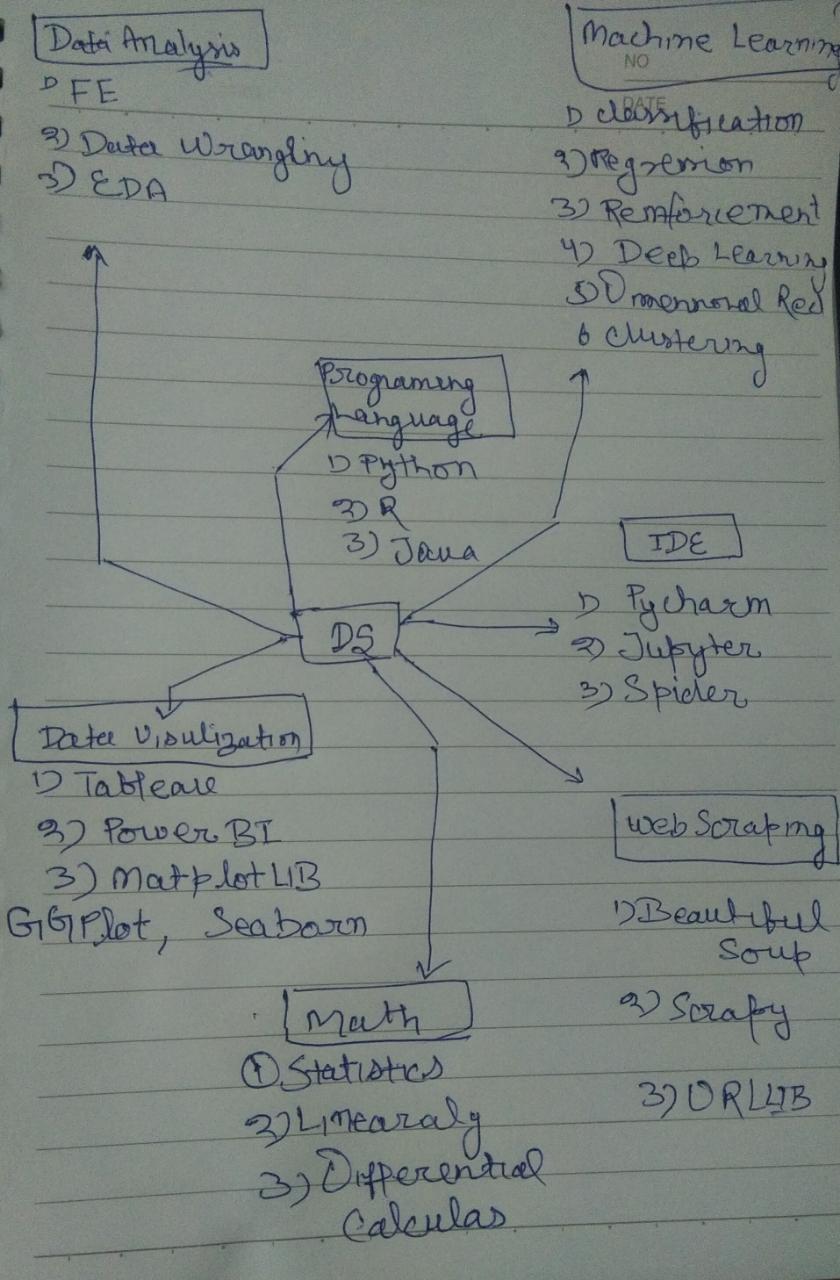 Data Analysis
1) FE
2) Data Wrangling
3) EDA
Machine Learning
NO
DATE
1) classification
2) Regression
3) Reinforcement
4) Deep Learning
5) Dimensional Red
6 Clustering
Programing
Language
1) Python
2) R
3) Java
IDE
1) Pycharm
2) Jupyter
3) Spider
DS
Data Visulization
1) Tableau
2) Power BI
3) Matplot LIB
GGPlot, Seaborn
Web Scraping
1) Beautiful
Soup
2) Scrapy
3) URLLIB
Math
1 Statistics
2) Linearalg
3) Differential
Calculas